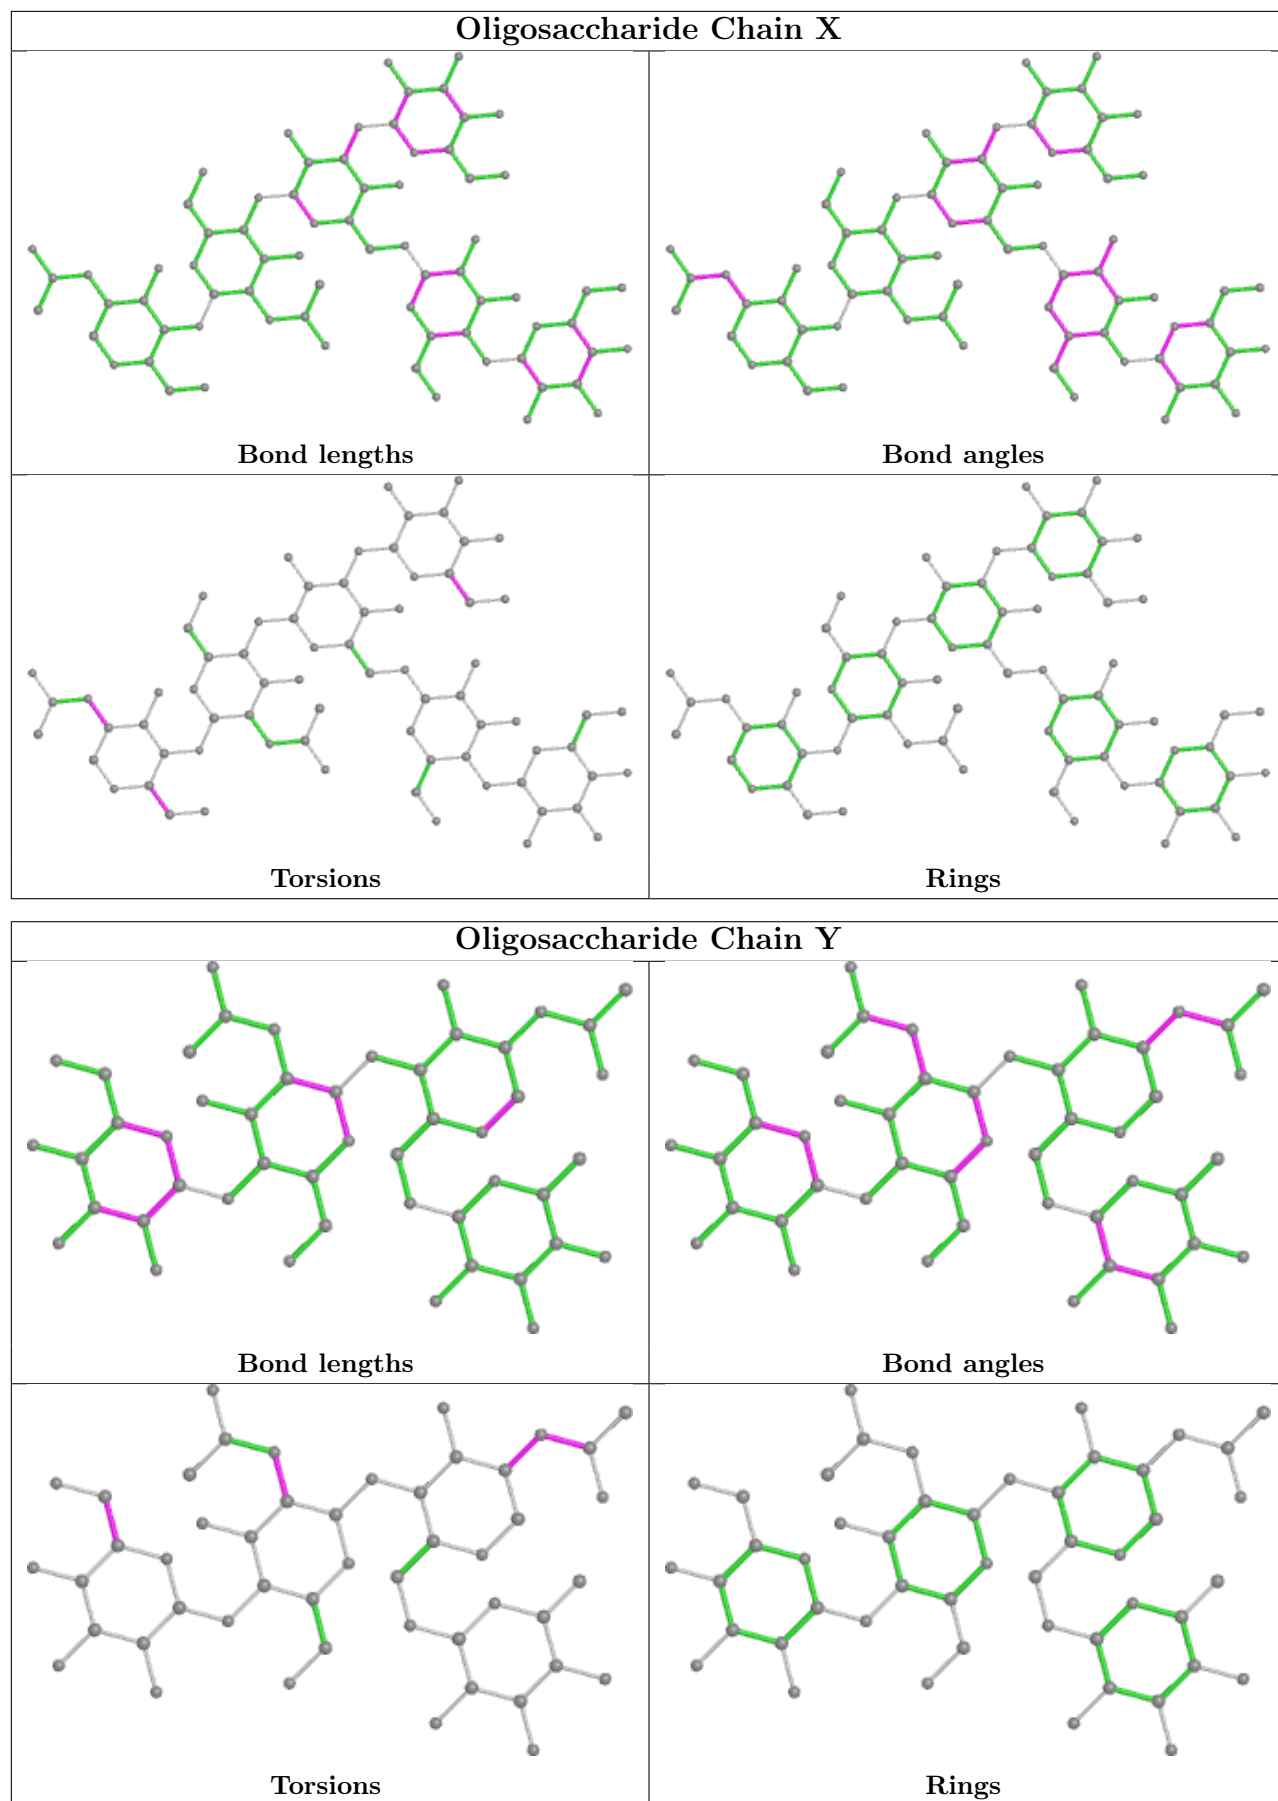 Oligosaccharide Chain X
Bond lengths
Bond angles
Torsions
Rings
Oligosaccharide Chain Y
Bond lengths
Bond angles
Torsions
Rings